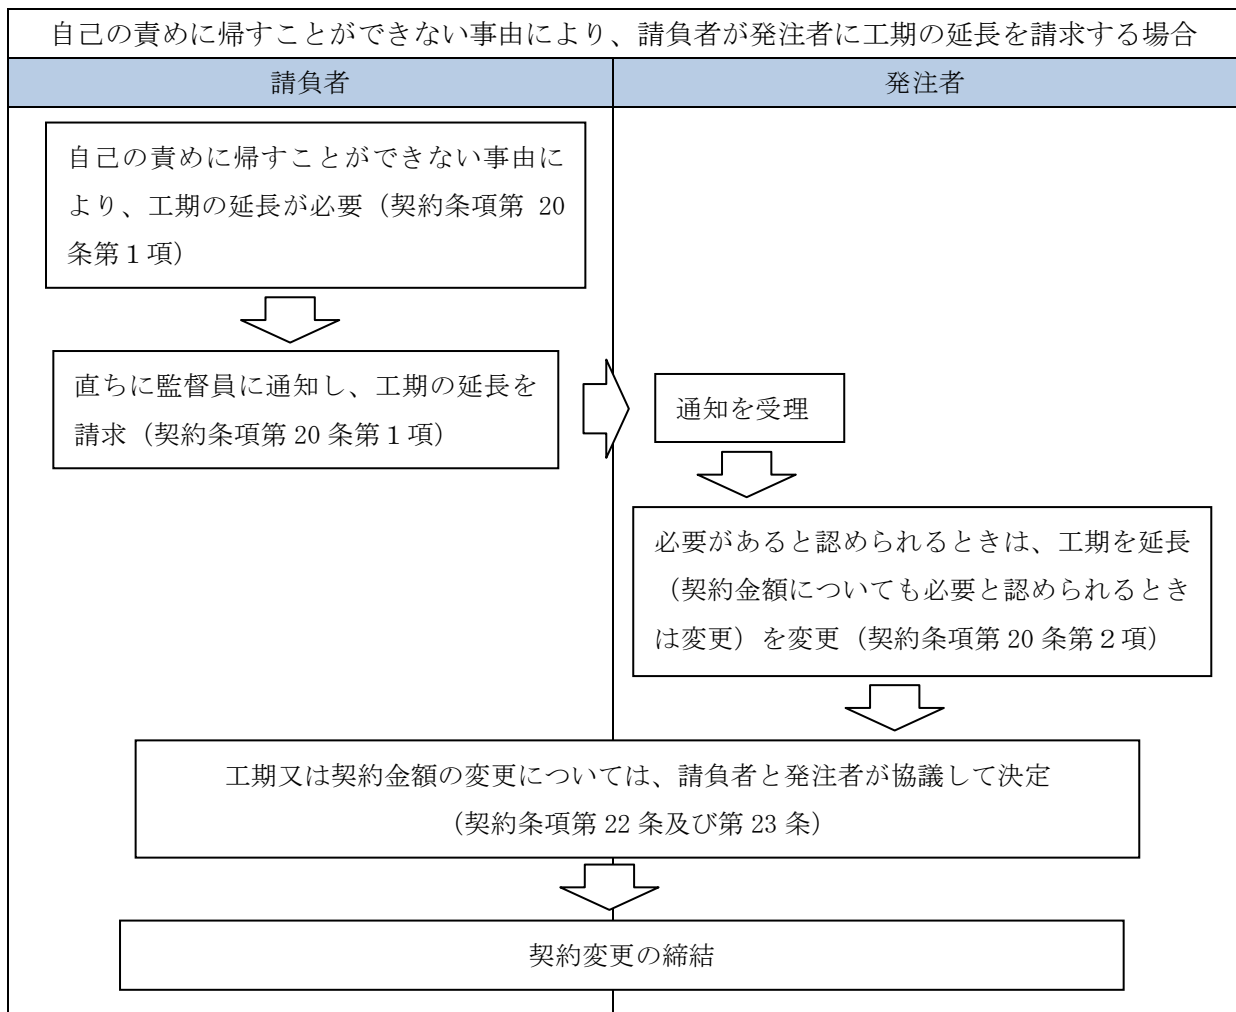 自己の責めに帰すことができない事由により、請負者が発注者に工期の延長を請求する場合
請負者
発注者
自己の責めに帰すことができない事由に
より、工期の延長が必要（契約条項第 20
条第１項）
直ちに監督員に通知し、工期の延長を
請求（契約条項第 20 条第１項）
通知を受理
必要があると認められるときは、工期を延長
（契約金額についても必要と認められるとき
は変更）を変更（契約条項第 20 条第２項）
工期又は契約金額の変更については、請負者と発注者が協議して決定
（契約条項第 22 条及び第 23 条）
契約変更の締結